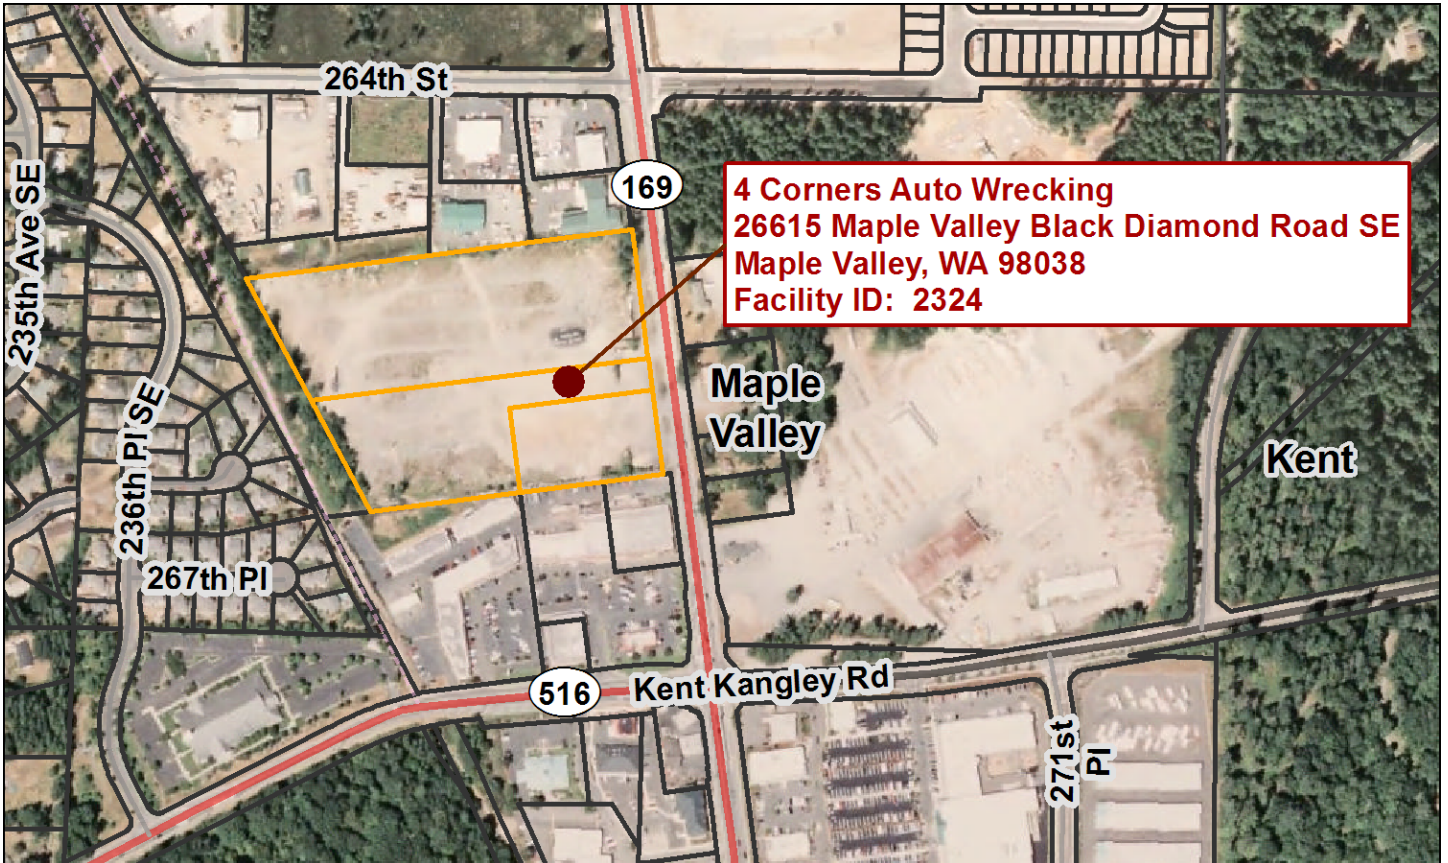 264th St
235th Ave SE
169
4 Corners Auto Wrecking
26615 Maple Valley Black Diamond Road SE
Maple Valley, WA 98038
Facility ID: 2324
Maple
Valley
Kent
236th Pl SE
267th Pl
516
Kent Kangley Rd
271st
Pl